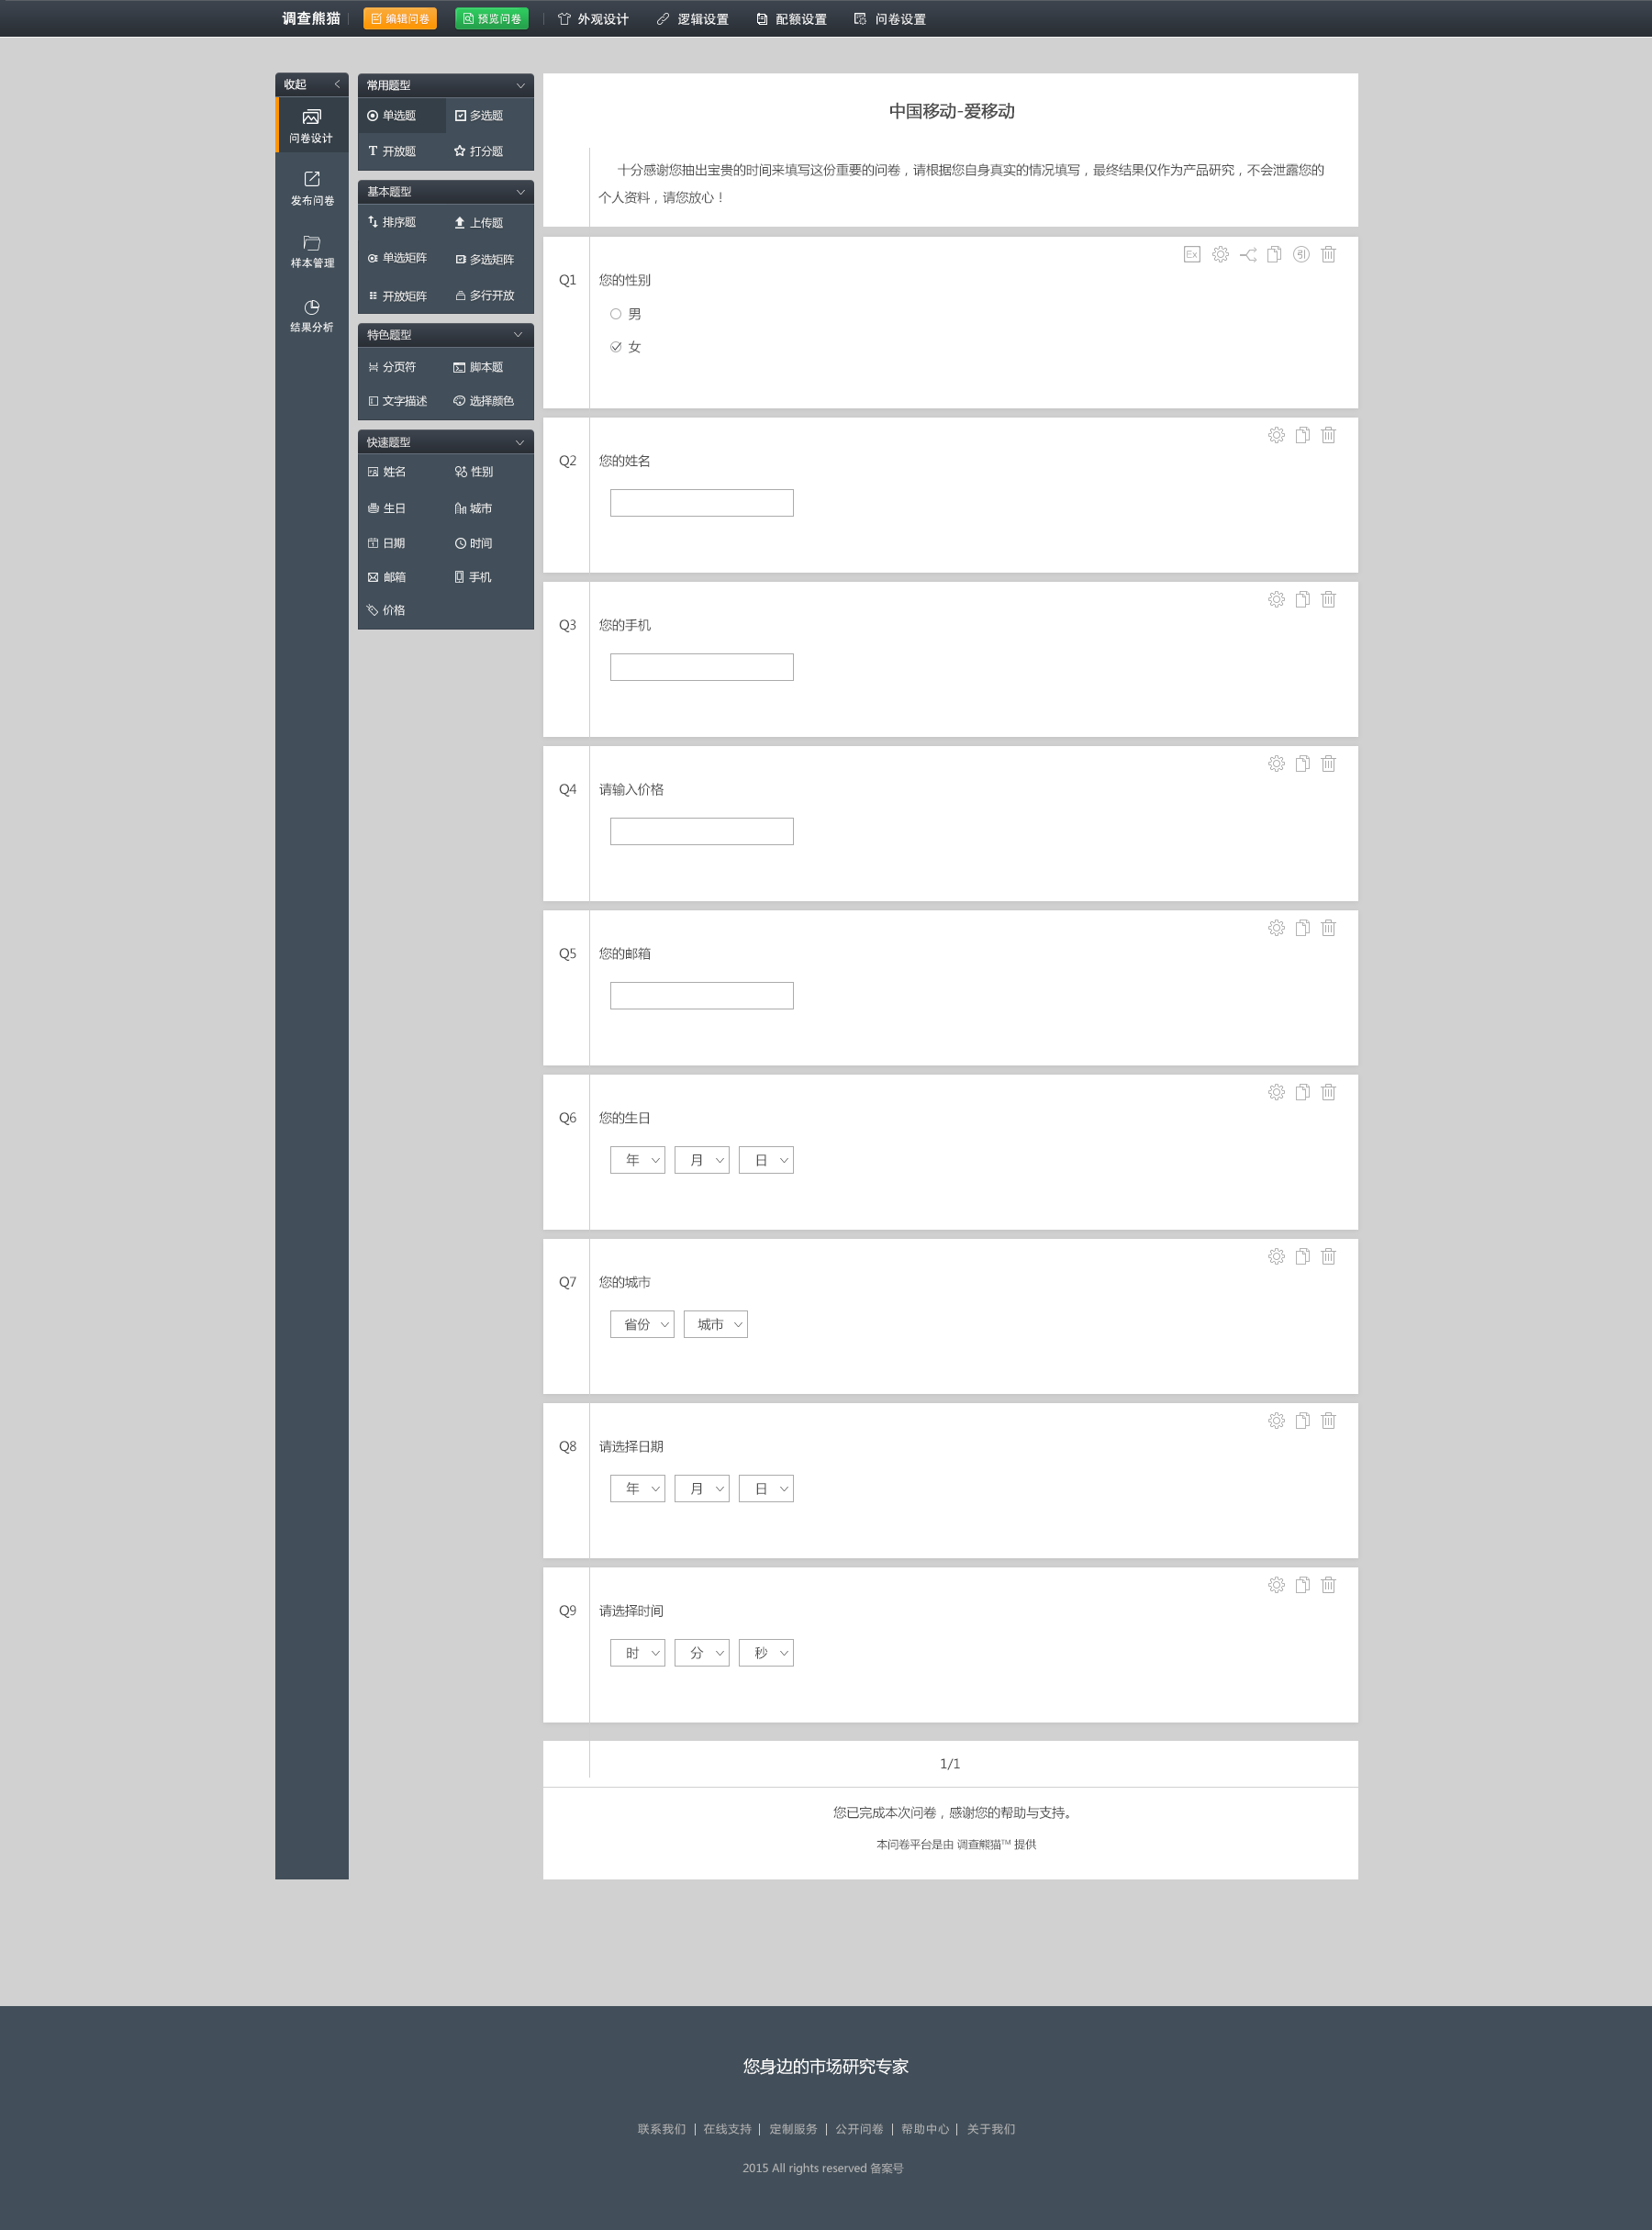 调查熊猫 编辑问卷 预览问卷 外观设计 逻辑设置 配额设置 问卷设置
收起
问卷设计
发布问卷
样本管理
结果分析
常用题型
单选题 多选题
开放题 打分题
基本题型
排序题 上传题
单选矩阵 多选矩阵
开放矩阵 多行开放
特色题型
分页符 脚本题
文字描述 选择颜色
快速题型
姓名 性别
生日 城市
日期 时间
邮箱 手机
价格
中国移动-爱移动
十分感谢您抽出宝贵的时间来填写这份重要的问卷，请根据您自身真实的情况填写，最终结果仅作为产品研究，不会泄露您的
个人资料，请您放心！
Ex 引
Q1 您的性别
男
女
Q2 您的姓名
Q3 您的手机
Q4 请输入价格
Q5 您的邮箱
Q6 您的生日
年 月 日
Q7 您的城市
省份 城市
Q8 请选择日期
年 月 日
Q9 请选择时间
时 分 秒
1/1
您已完成本次问卷，感谢您的帮助与支持。
本问卷平台是由 调查熊猫™ 提供
您身边的市场研究专家
联系我们 | 在线支持 | 定制服务 | 公开问卷 | 帮助中心 | 关于我们
2015 All rights reserved 备案号